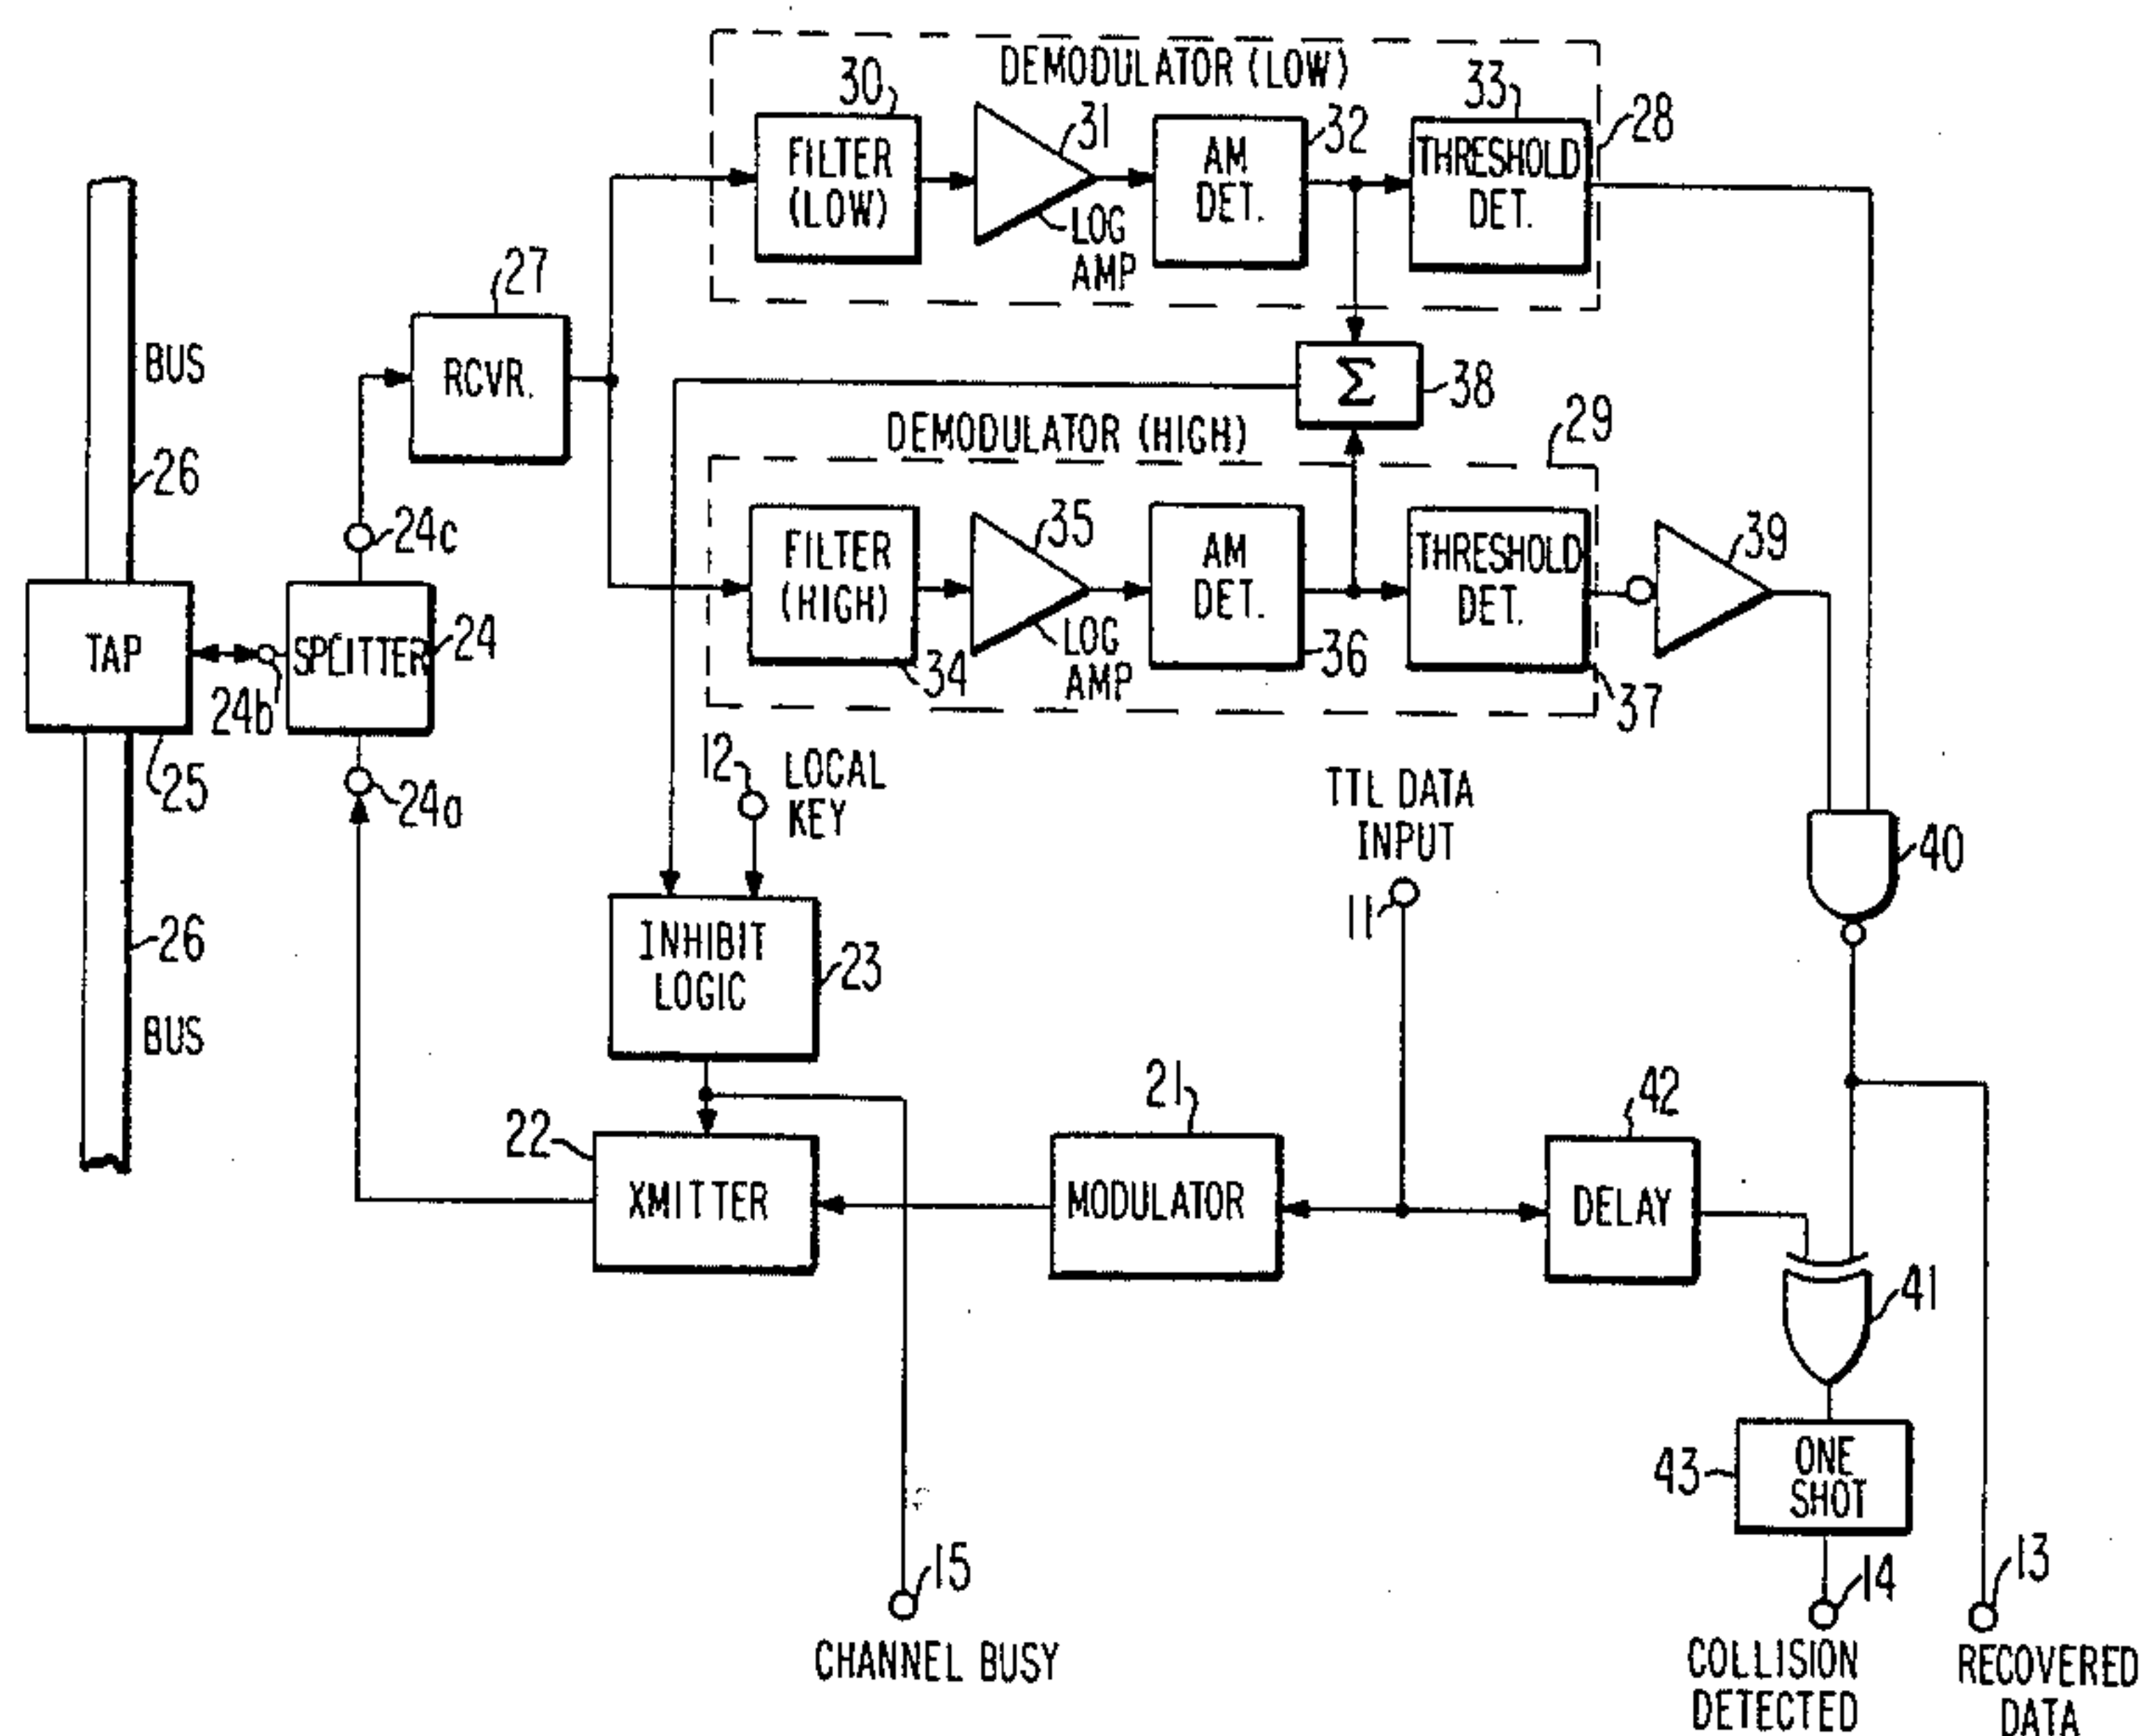 DEMODULATOR (LOW)
30
31
32
33
28
FILTER
(LOW)
LOG
AMP
AM
DET.
THRESHOLD
DET.
27
RCVR.
BUS
26
Σ
38
DEMODULATOR (HIGH)
29
24c
34
FILTER
(HIGH)
35
LOG
AMP
AM
DET.
36
THRESHOLD
DET.
37
39
TAP
25
24b
SPLITTER
24
24a
12
LOCAL
KEY
TTL DATA
INPUT
11
40
26
BUS
INHIBIT
LOGIC
23
22
XMITTER
21
MODULATOR
42
DELAY
41
43
ONE
SHOT
15
CHANNEL BUSY
14
COLLISION
DETECTED
13
RECOVERED
DATA